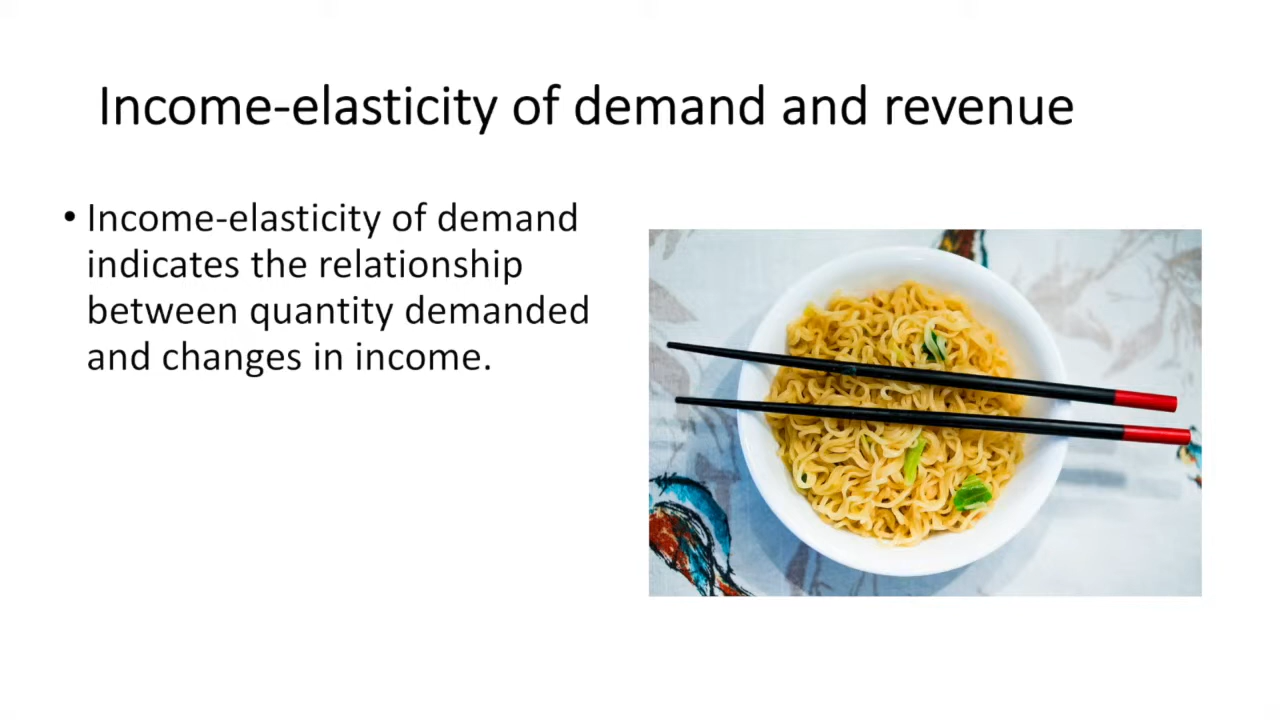 Income-elasticity of demand and revenue
• Income-elasticity of demand
indicates the relationship
between quantity demanded
and changes in income.